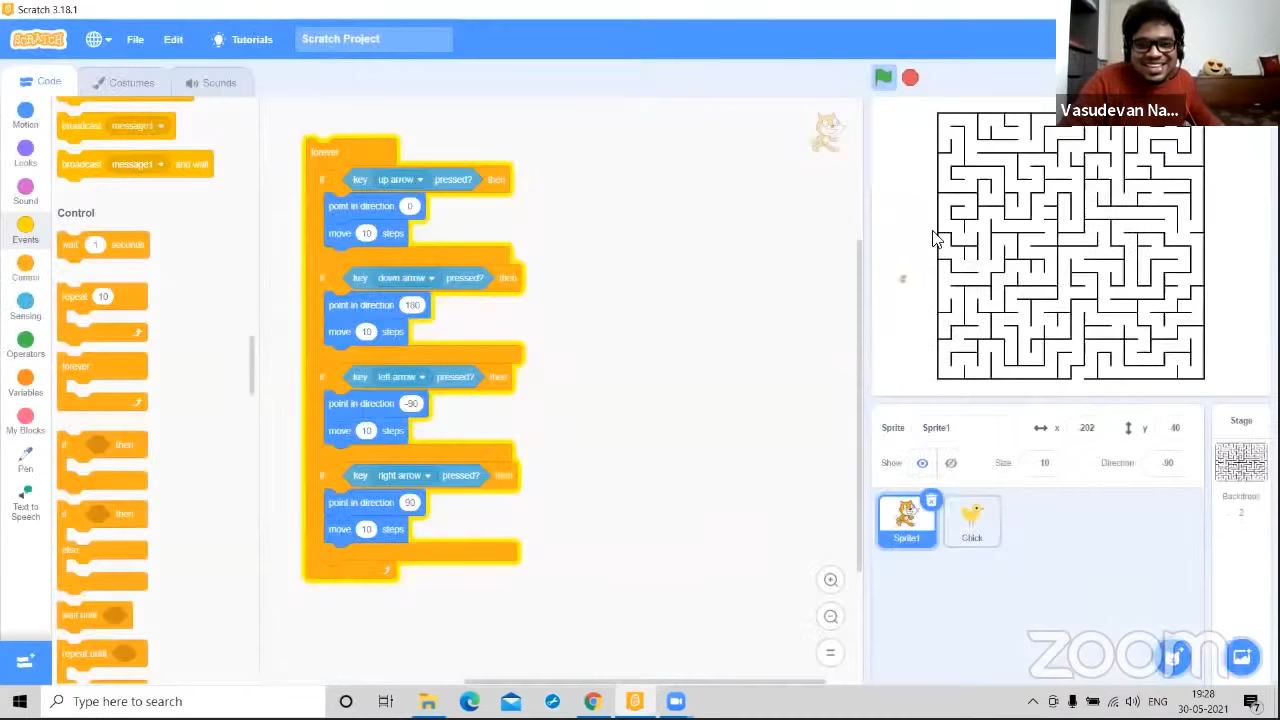 Scratch 3.18.1
SCRATCH
File
Edit
Tutorials
Scratch Project
Vasudevan Na...
Code
Costumes
Sounds
Motion
Looks
Sound
Events
Control
Sensing
Operators
Variables
My Blocks
Pen
Text to
Speech
broadcast message1
broadcast message1 and wait
Control
wait 1 seconds
repeat 10
forever
if then
if then
else
wait until
repeat until
forever
if key up arrow pressed? then
point in direction 0
move 10 steps
if key down arrow pressed? then
point in direction 180
move 10 steps
if key left arrow pressed? then
point in direction -90
move 10 steps
if key right arrow pressed? then
point in direction 90
move 10 steps
Sprite Sprite1 x 202 y 40
Show Size 10 Direction -90
Sprite1
Chick
Stage
Backdrops
2
zoom
Type here to search
ENG
19:28
30-05-2021
7